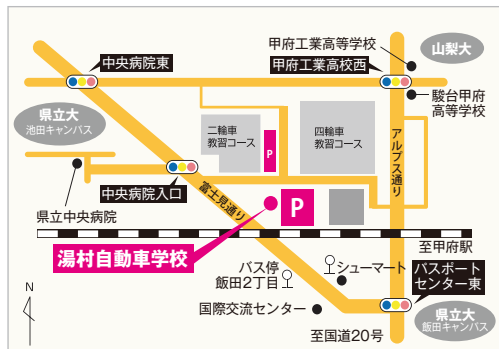 甲府工業高等学校
山梨大
中央病院東
甲府工業高校西
駿台甲府
高等学校
県立大
池田キャンパス
二輪車
教習コース
P
四輪車
教習コース
アルプス通り
中央病院入口
県立中央病院
富士見通り
P
湯村自動車学校
至甲府駅
バス停
飯田2丁目
シューマート
パスポート
センター東
N
国際交流センター
県立大
飯田キャンパス
至国道20号